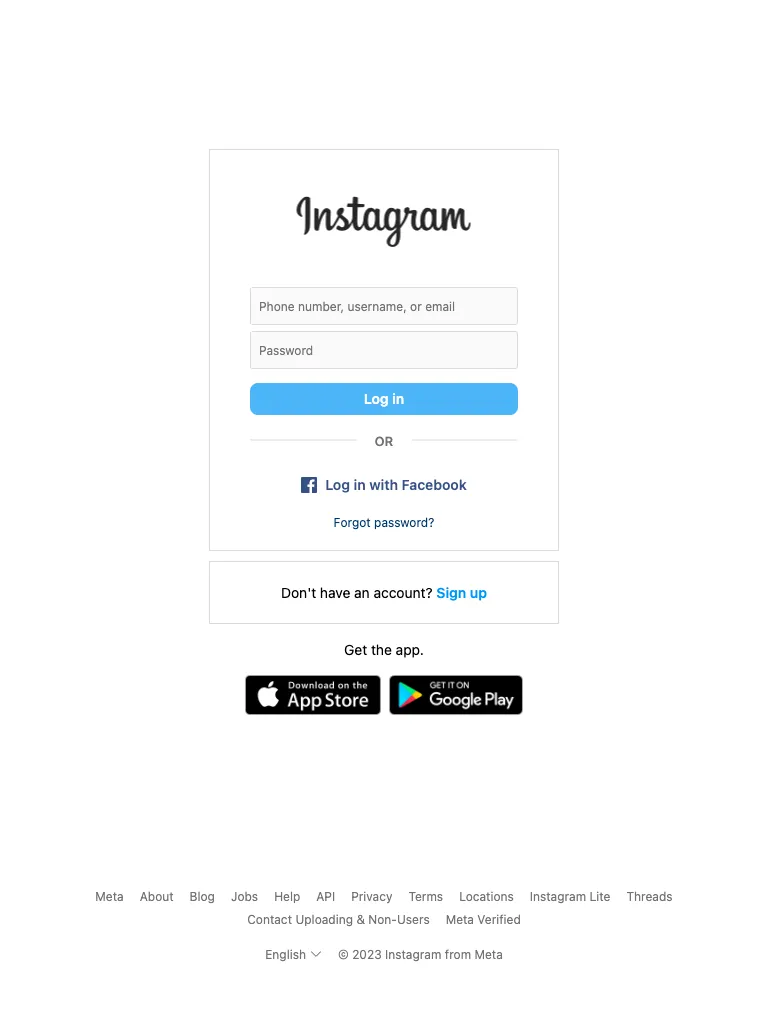 Instagram
Phone number, username, or email
Password
Log in
OR
Log in with Facebook
Forgot password?
Don't have an account? Sign up
Get the app.
Download on the
App Store
GET IT ON
Google Play
Meta About Blog Jobs Help API Privacy Terms Locations Instagram Lite Threads
Contact Uploading & Non-Users Meta Verified
English © 2023 Instagram from Meta